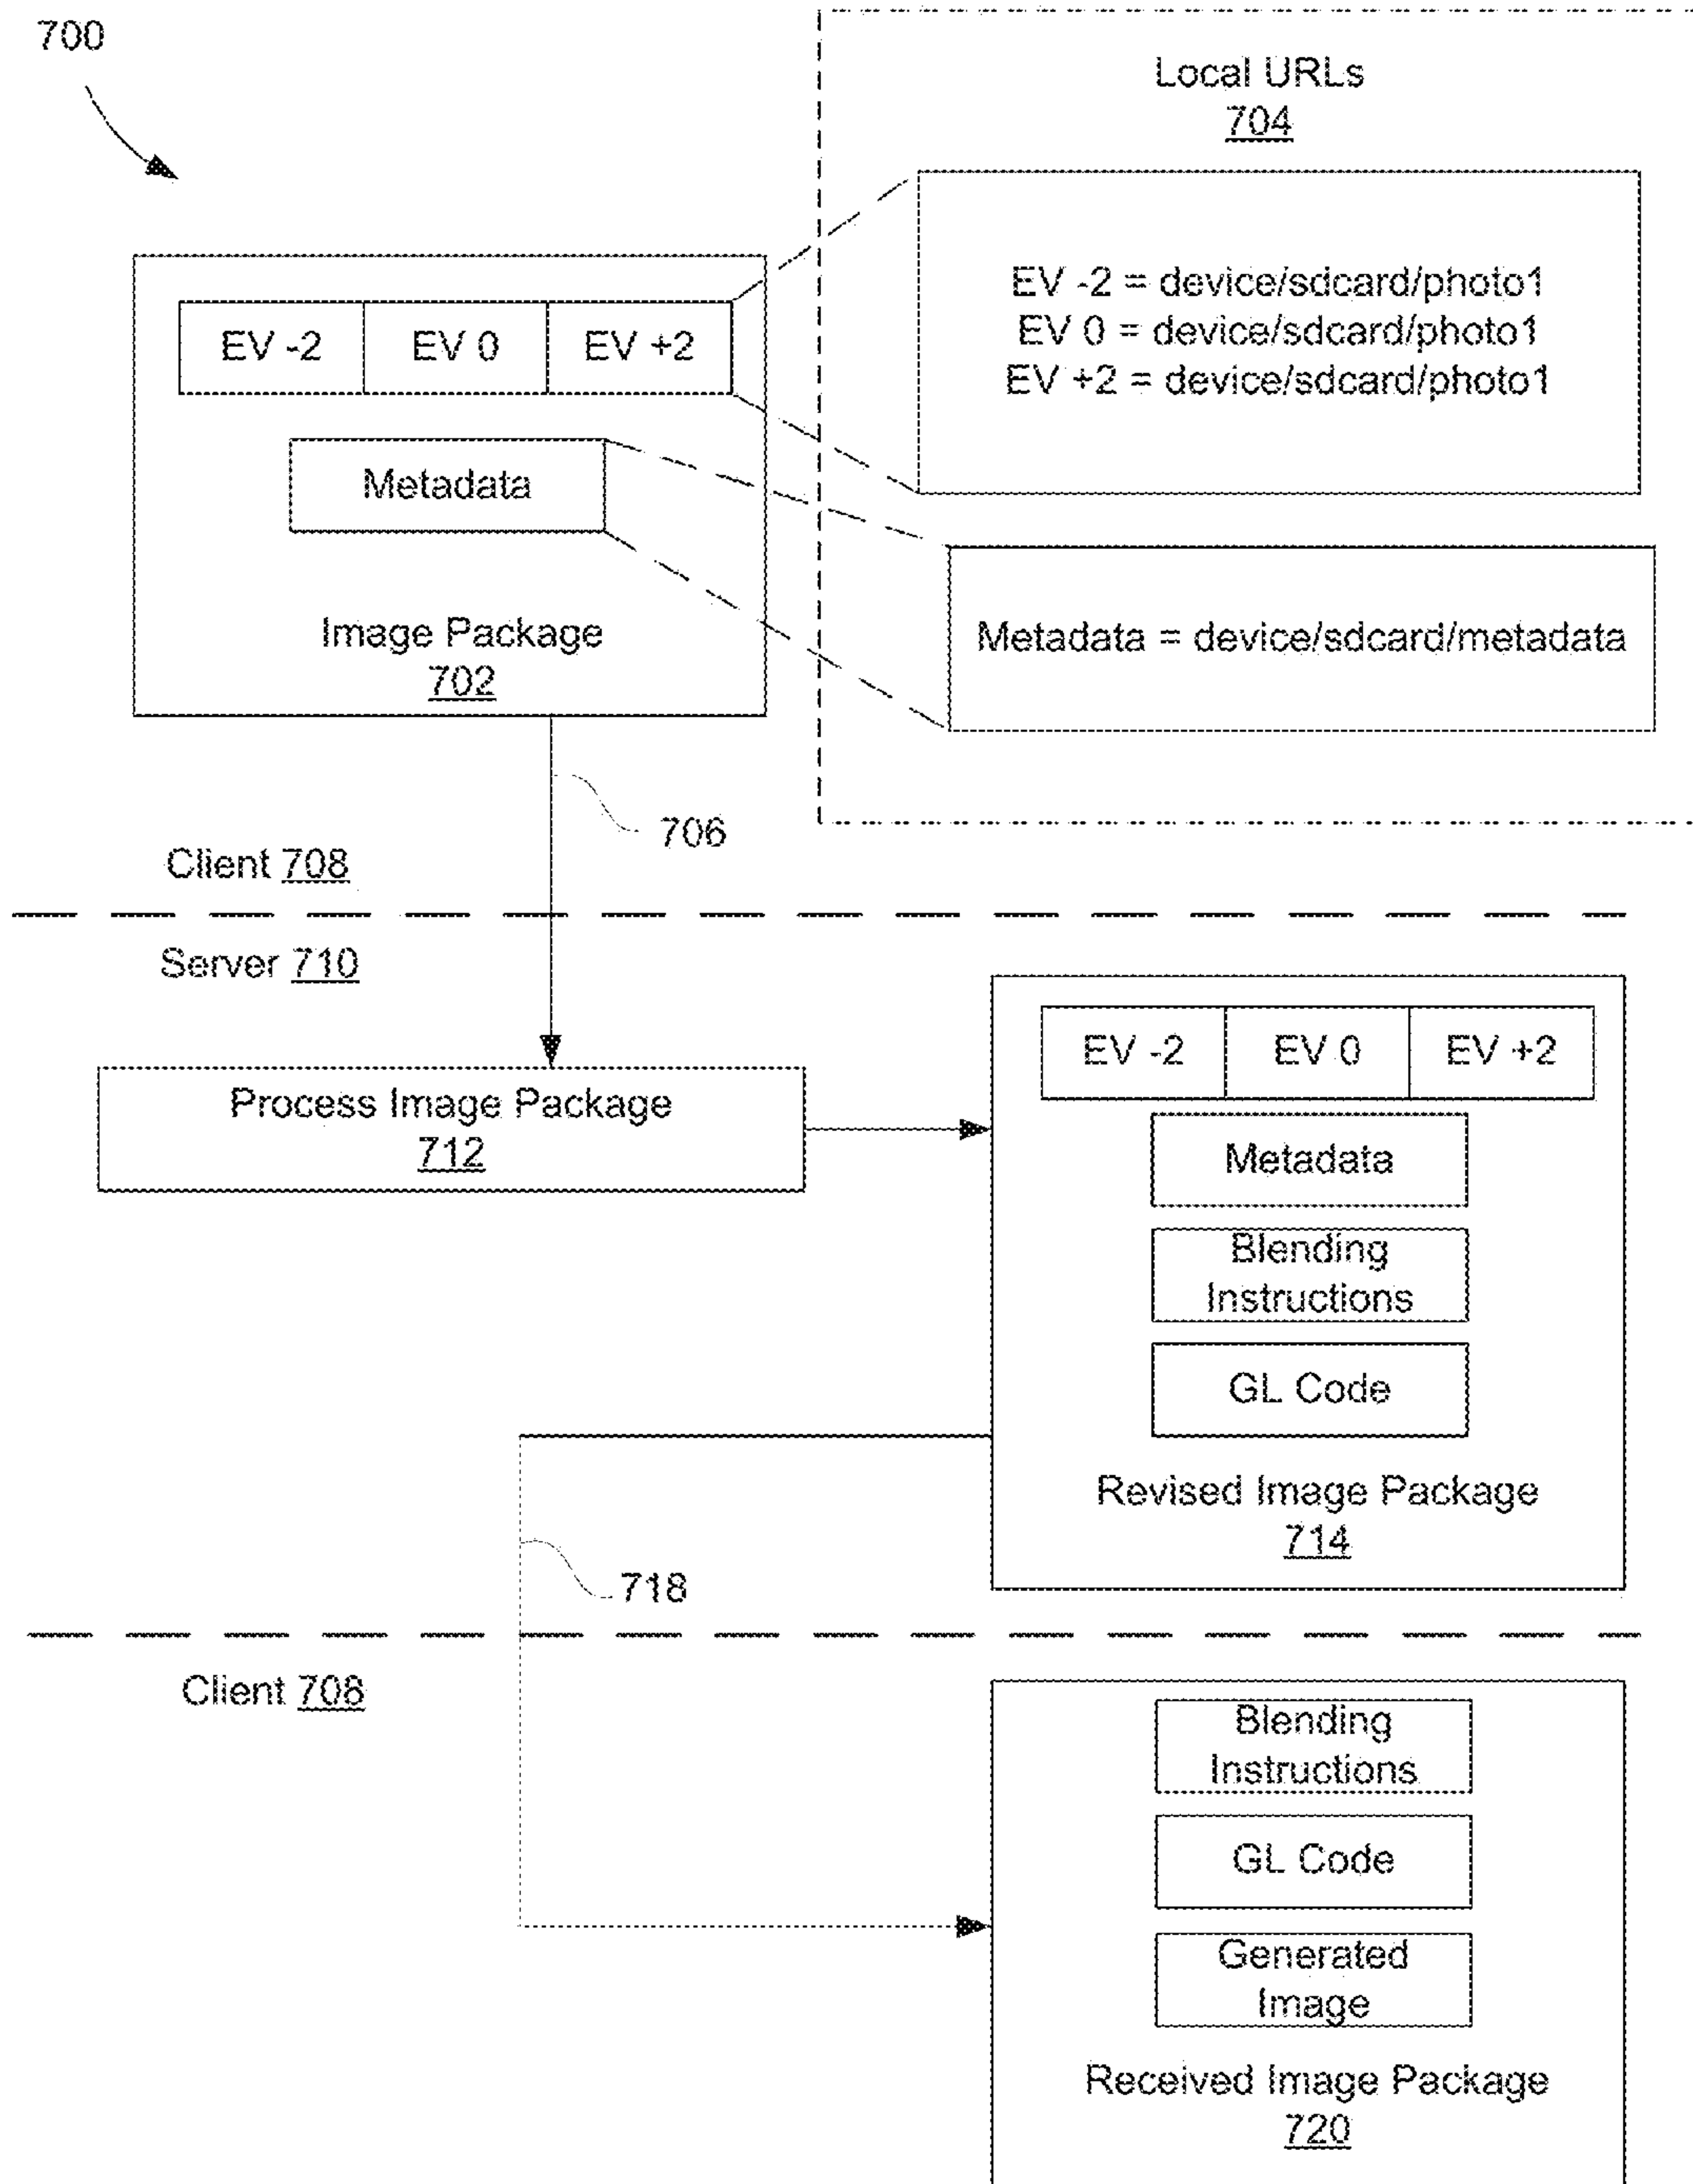 700
Local URLs
704
EV -2 = device/sdcard/photo1
EV 0 = device/sdcard/photo1
EV +2 = device/sdcard/photo1
EV -2 EV 0 EV +2
Metadata
Metadata = device/sdcard/metadata
Image Package
702
706
Client 708
Server 710
Process Image Package
712
EV -2 EV 0 EV +2
Metadata
Blending
Instructions
GL Code
Revised Image Package
714
718
Client 708
Blending
Instructions
GL Code
Generated
Image
Received Image Package
720